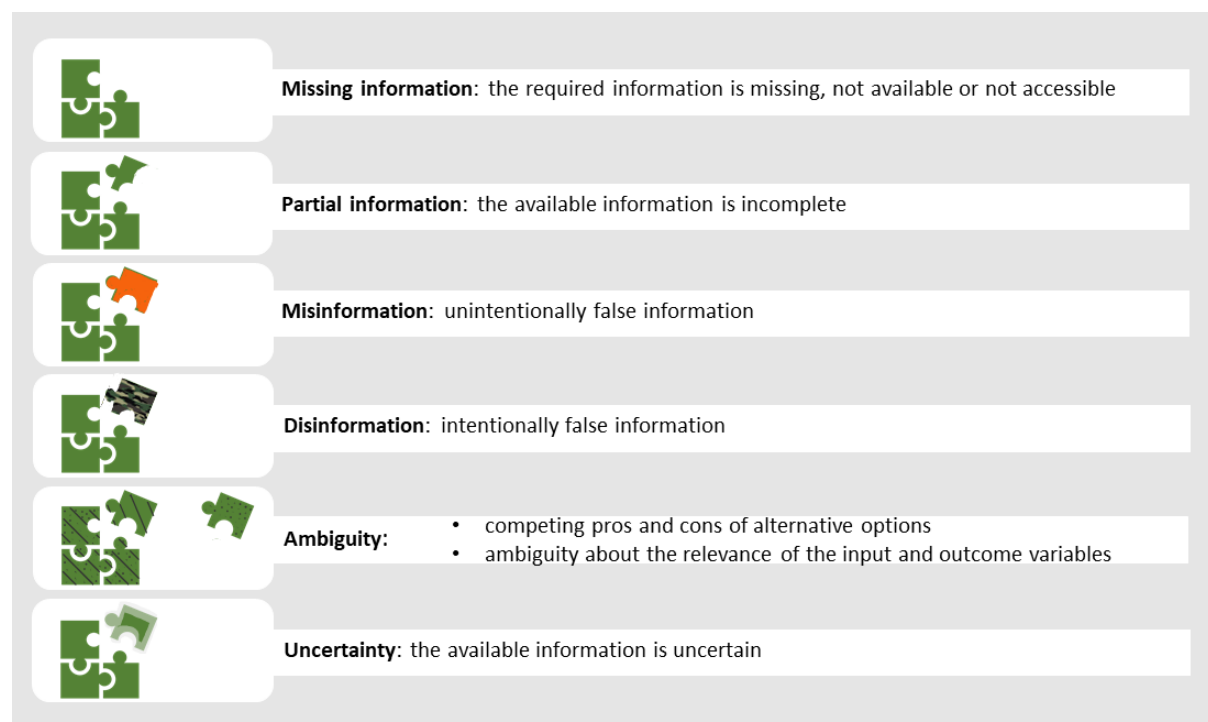 Missing information: the required information is missing, not available or not accessible
Partial information: the available information is incomplete
Misinformation: unintentionally false information
Disinformation: intentionally false information
Ambiguity:
• competing pros and cons of alternative options
• ambiguity about the relevance of the input and outcome variables
Uncertainty: the available information is uncertain